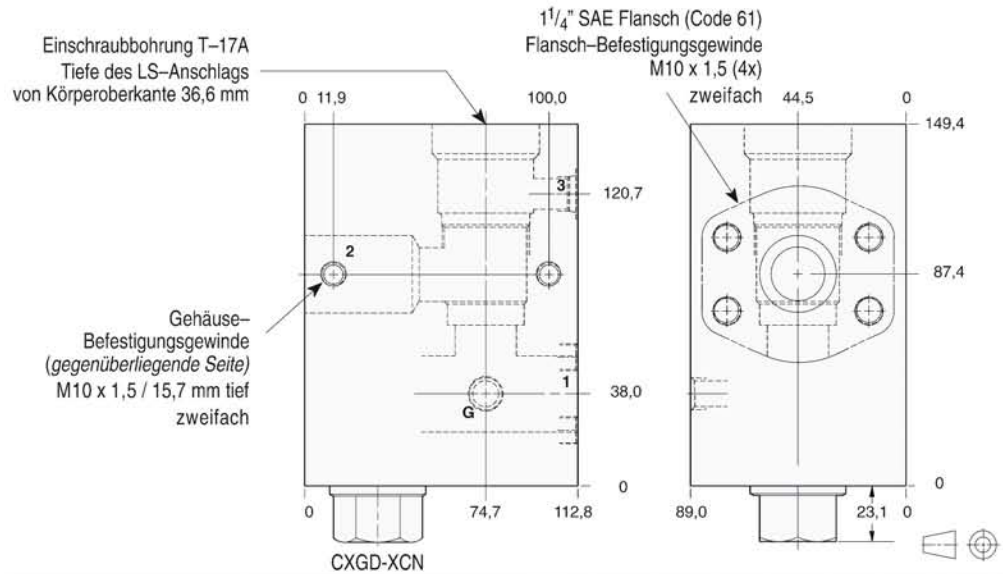 Einschraubbohrung T–17A
Tiefe des LS–Anschlags
von Körperoberkante 36,6 mm
1 1/4" SAE Flansch (Code 61)
Flansch–Befestigungsgewinde
M10 x 1,5 (4x)
zweifach
0 11,9 100,0
44,5 0
149,4
3
120,7
2
87,4
Gehäuse–
Befestigungsgewinde
(gegenüberliegende Seite)
M10 x 1,5 / 15,7 mm tief
zweifach
1
38,0
G
0
0
0 74,7 112,8
89,0 23,1 0
CXGD-XCN